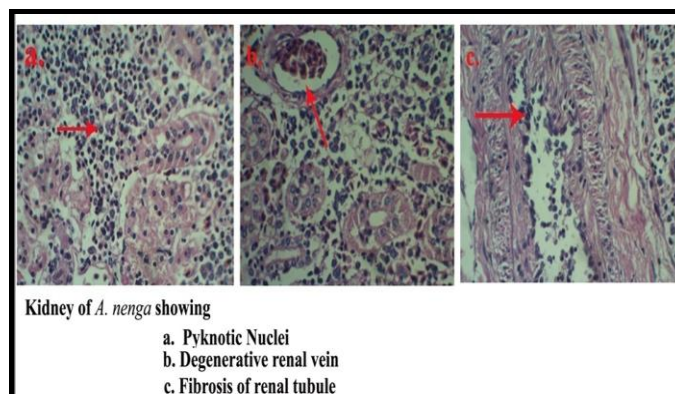 a.
b.
c.
Kidney of A. nenga showing
a. Pyknotic Nuclei
b. Degenerative renal vein
c. Fibrosis of renal tubule